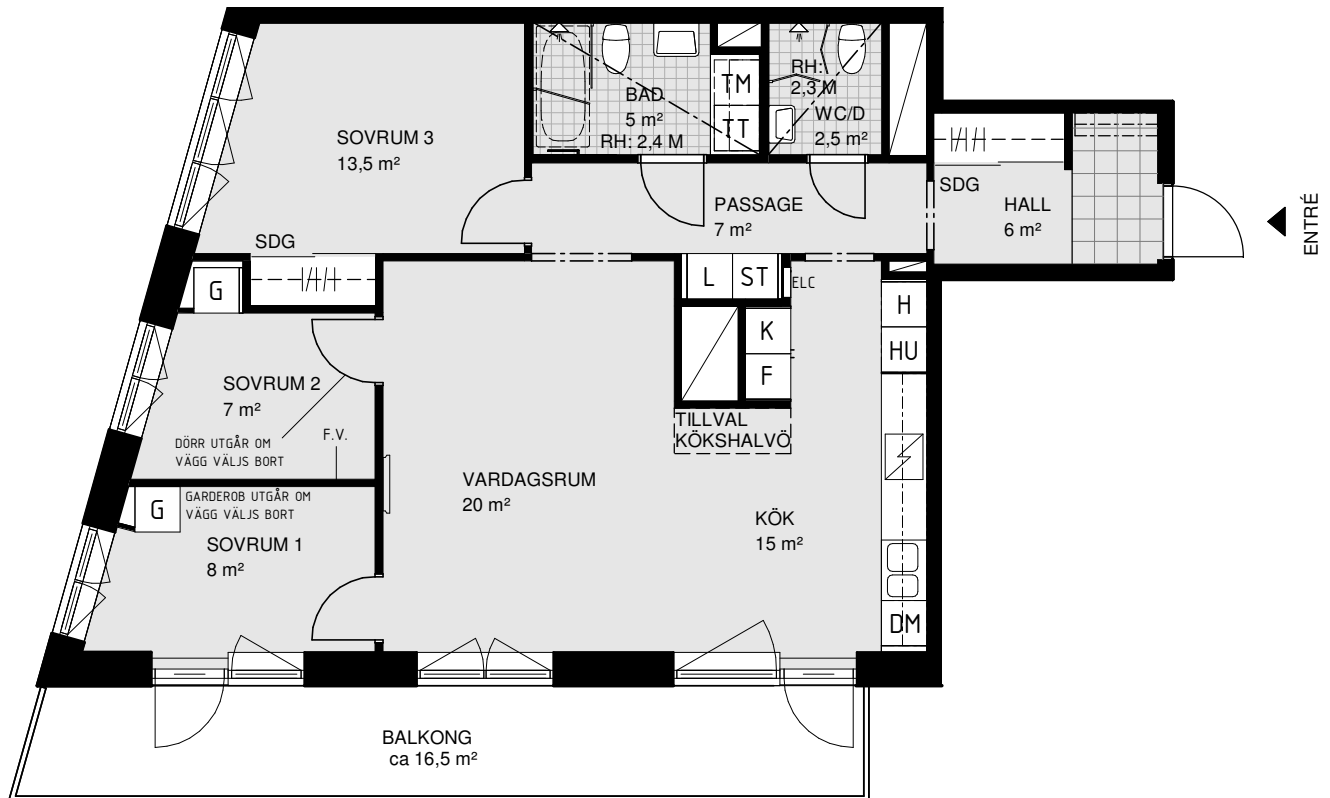 SOVRUM 3
13,5 m²
BAD
5 m²
RH: 2,4 M
TM
TT
RH:
2,3 M
WC/D
2,5 m²
SDG
HALL
6 m²
ENTRÉ
PASSAGE
7 m²
SDG
G
L
ST
ELC
H
HU
K
F
SOVRUM 2
7 m²
DÖRR UTGÅR OM
VÄGG VÄLJS BORT
F.V.
TILLVAL
KÖKSHALVÖ
G
GARDEROB UTGÅR OM
VÄGG VÄLJS BORT
SOVRUM 1
8 m²
VARDAGSRUM
20 m²
KÖK
15 m²
DM
BALKONG
ca 16,5 m²